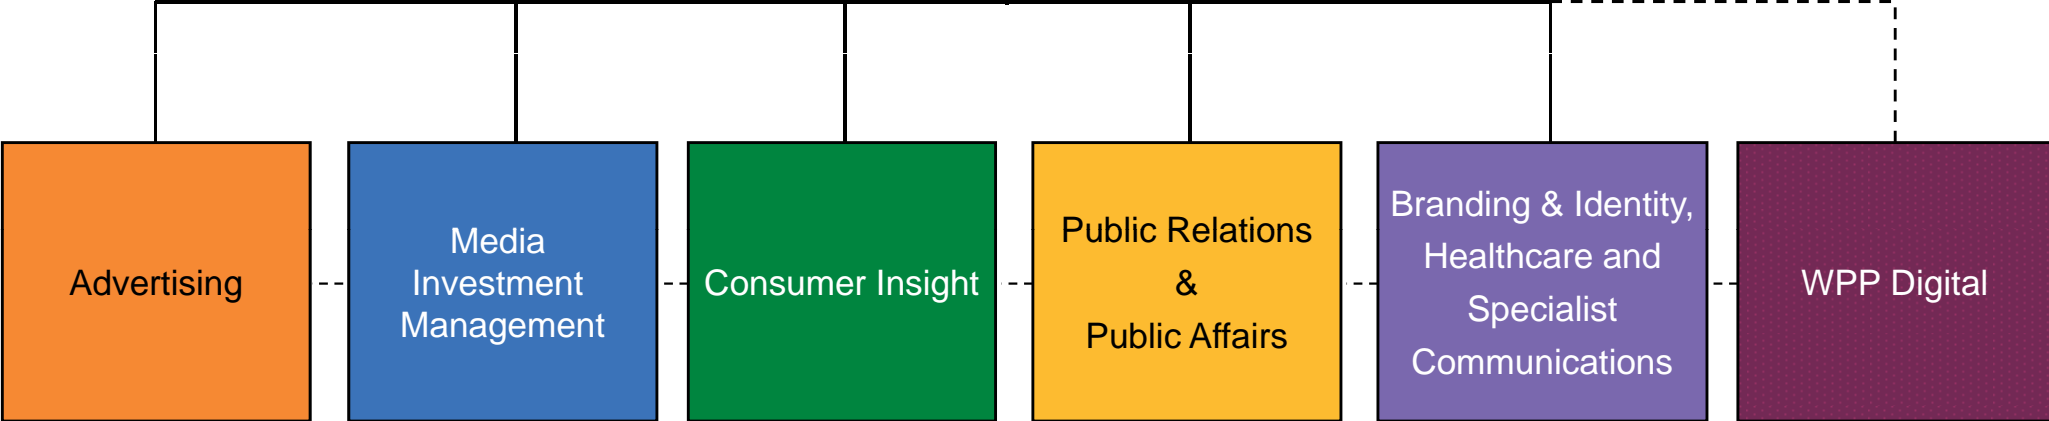 Advertising
Media
Investment
Management
Consumer Insight
Public Relations
&
Public Affairs
Branding & Identity,
Healthcare and
Specialist
Communications
WPP Digital